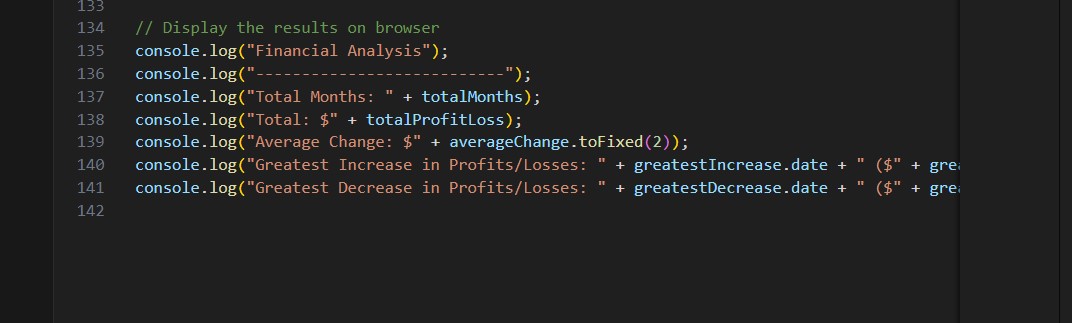 133
134 // Display the results on browser
135 console.log("Financial Analysis");
136 console.log("---------------------------");
137 console.log("Total Months: " + totalMonths);
138 console.log("Total: $" + totalProfitLoss);
139 console.log("Average Change: $" + averageChange.toFixed(2));
140 console.log("Greatest Increase in Profits/Losses: " + greatestIncrease.date + " ($" + grea
141 console.log("Greatest Decrease in Profits/Losses: " + greatestDecrease.date + " ($" + grea
142